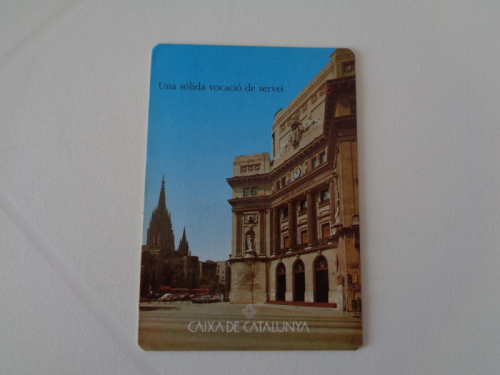 Una sòlida vocació de servei
CAIXA DE CATALUNYA